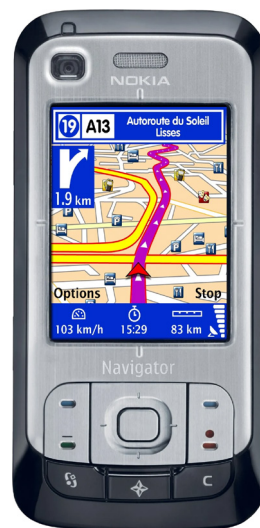 NOKIA
19 A13
Autoroute du Soleil
Lisses
1.9 km
Options
Stop
103 km/h
15:29
83 km
Navigator
C